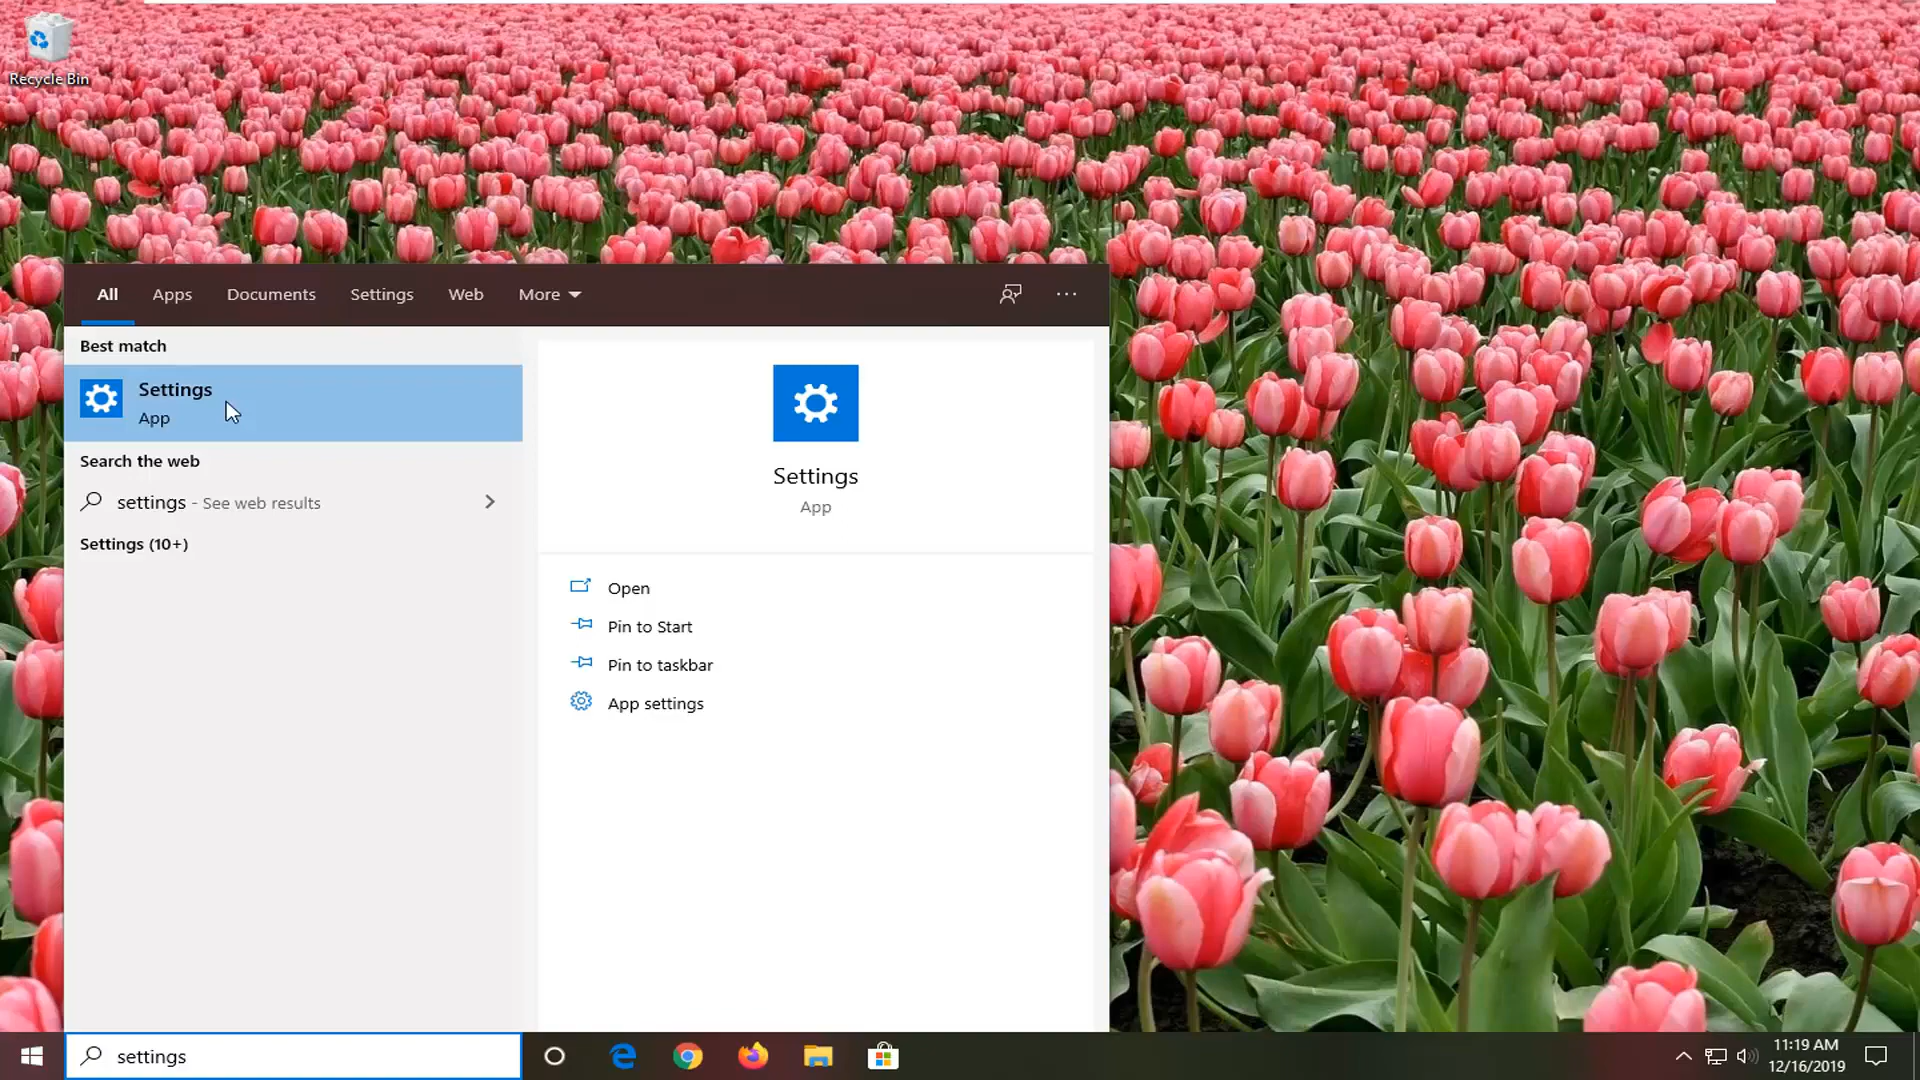 Recycle Bin
All Apps Documents Settings Web More
Best match
Settings
App
Search the web
settings - See web results
Settings (10+)
Settings
App
Open
Pin to Start
Pin to taskbar
App settings
settings
11:19 AM
12/16/2019